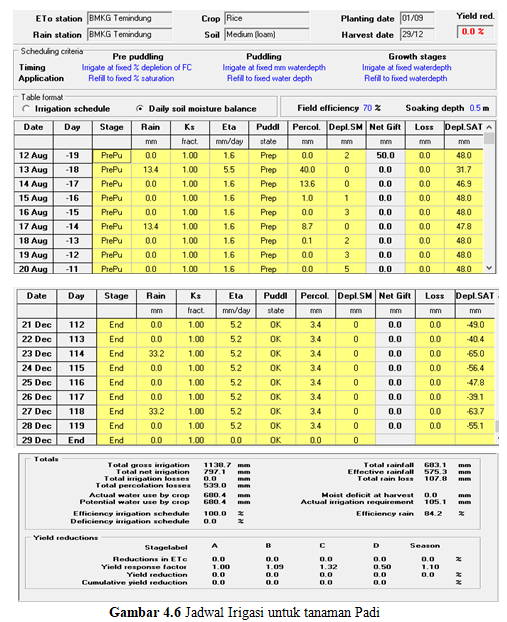 ETo station BMKG Temindung Crop Rice Planting date 01/09 Yield red.
Rain station BMKG Temindung Soil Medium (loam) Harvest date 29/12 0.0 %
Scheduling criteria
Pre puddling Puddling Growth stages
Timing Irrigate at fixed % depletion of FC Irrigate at fixed mm waterdepth Irrigate at fixed waterdepth
Application Refill to fixed % saturation Refill to fixed water depth Refill to fixed waterdepth
Table format
Irrigation schedule Daily soil moisture balance Field efficiency 70 % Soaking depth 0.5 m
Date Day Stage Rain Ks Eta Puddl Percol. Depl.SM Net Gift Loss Depl.SAT
mm fract. mm/day state mm mm mm mm mm
12 Aug -19 PrePu 0.0 1.00 1.6 Prep 0.0 2 50.0 0.0 48.0
13 Aug -18 PrePu 13.4 1.00 5.5 Prep 40.0 0 0.0 0.0 31.7
14 Aug -17 PrePu 0.0 1.00 1.6 Prep 13.6 0 0.0 0.0 46.9
15 Aug -16 PrePu 0.0 1.00 1.6 Prep 1.0 1 0.0 0.0 48.0
16 Aug -15 PrePu 0.0 1.00 1.6 Prep 0.0 3 0.0 0.0 48.0
17 Aug -14 PrePu 13.4 1.00 1.6 Prep 8.7 0 0.0 0.0 47.8
18 Aug -13 PrePu 0.0 1.00 1.6 Prep 0.1 2 0.0 0.0 48.0
19 Aug -12 PrePu 0.0 1.00 1.6 Prep 0.0 3 0.0 0.0 48.0
20 Aug -11 PrePu 0.0 1.00 1.6 Prep 0.0 5 0.0 0.0 48.0
Date Day Stage Rain Ks Eta Puddl Percol. Depl.SM Net Gift Loss Depl.SAT
mm fract. mm/day state mm mm mm mm mm
21 Dec 112 End 0.0 1.00 5.2 OK 3.4 0 0.0 0.0 -49.0
22 Dec 113 End 0.0 1.00 5.2 OK 3.4 0 0.0 0.0 -40.4
23 Dec 114 End 33.2 1.00 5.2 OK 3.4 0 0.0 0.0 -65.0
24 Dec 115 End 0.0 1.00 5.2 OK 3.4 0 0.0 0.0 -56.4
25 Dec 116 End 0.0 1.00 5.2 OK 3.4 0 0.0 0.0 -47.8
26 Dec 117 End 0.0 1.00 5.2 OK 3.4 0 0.0 0.0 -39.1
27 Dec 118 End 33.2 1.00 5.2 OK 3.4 0 0.0 0.0 -63.7
28 Dec 119 End 0.0 1.00 5.2 OK 3.4 0 0.0 0.0 -55.1
29 Dec End End 0.0 1.00 0.0 OK 0.0 0
Totals
Total gross irrigation 1138.7 mm Total rainfall 683.1 mm
Total net irrigation 797.1 mm Effective rainfall 575.3 mm
Total irrigation losses 0.0 mm Total rain loss 107.8 mm
Total percolation losses 539.0 mm
Actual water use by crop 680.4 mm Moist deficit at harvest 0.0 mm
Potential water use by crop 680.4 mm Actual irrigation requirement 105.1 mm
Efficiency irrigation schedule 100.0 % Efficiency rain 84.2 %
Deficiency irrigation schedule 0.0 %
Yield reductions
Stagelabel A B C D Season
Reductions in ETc 0.0 0.0 0.0 0.0 0.0 %
Yield response factor 1.00 1.09 1.32 0.50 1.10
Yield reduction 0.0 0.0 0.0 0.0 0.0 %
Cumulative yield reduction 0.0 0.0 0.0 0.0 %
Gambar 4.6 Jadwal Irigasi untuk tanaman Padi